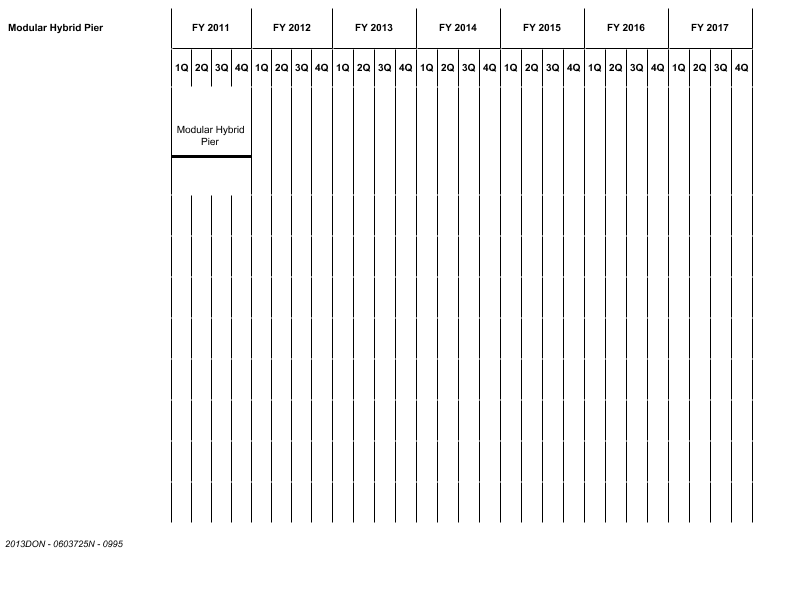 Modular Hybrid Pier FY 2011 FY 2012 FY 2013 FY 2014 FY 2015 FY 2016 FY 2017
1Q 2Q 3Q 4Q 1Q 2Q 3Q 4Q 1Q 2Q 3Q 4Q 1Q 2Q 3Q 4Q 1Q 2Q 3Q 4Q 1Q 2Q 3Q 4Q 1Q 2Q 3Q 4Q
Modular Hybrid
Pier
2013DON - 0603725N - 0995